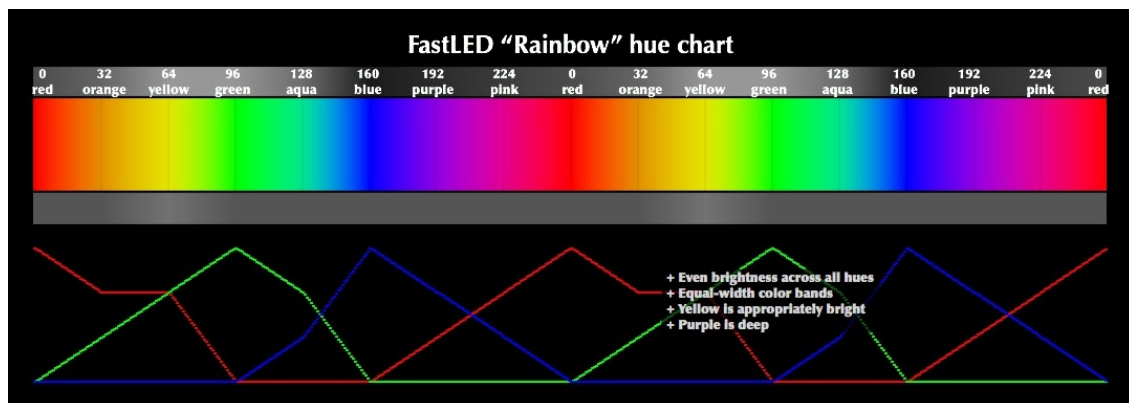 FastLED “Rainbow” hue chart
0 32 64 96 128 160 192 224 0 32 64 96 128 160 192 224 0
red orange yellow green aqua blue purple pink red orange yellow green aqua blue purple pink red
+ Even brightness across all hues
+ Equal-width color bands
+ Yellow is appropriately bright
+ Purple is deep